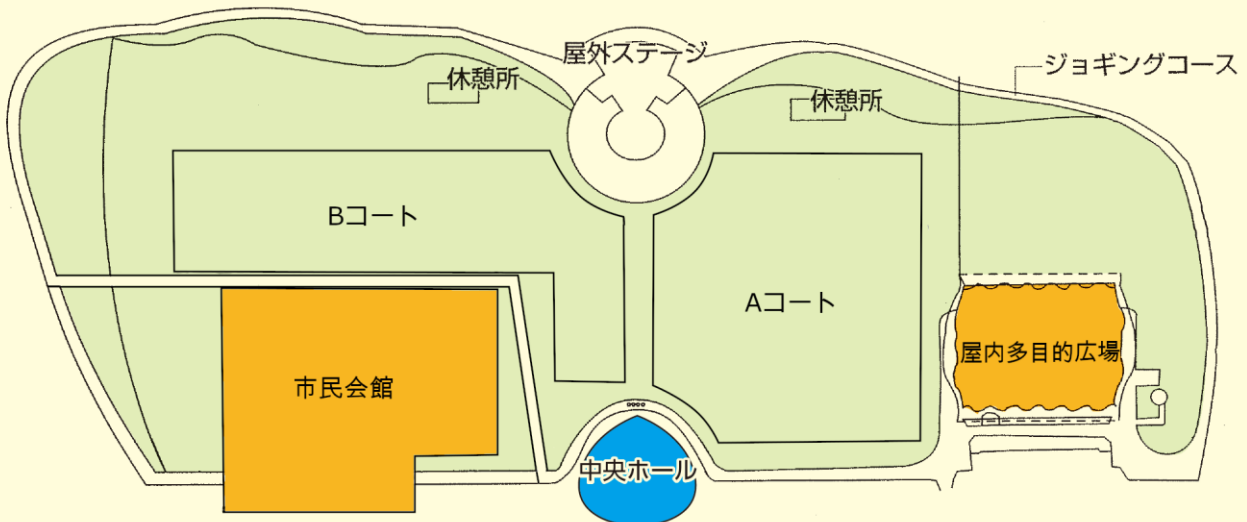 屋外ステージ
ジョギングコース
休憩所
休憩所
Bコート
Aコート
屋内多目的広場
市民会館
中央ホール